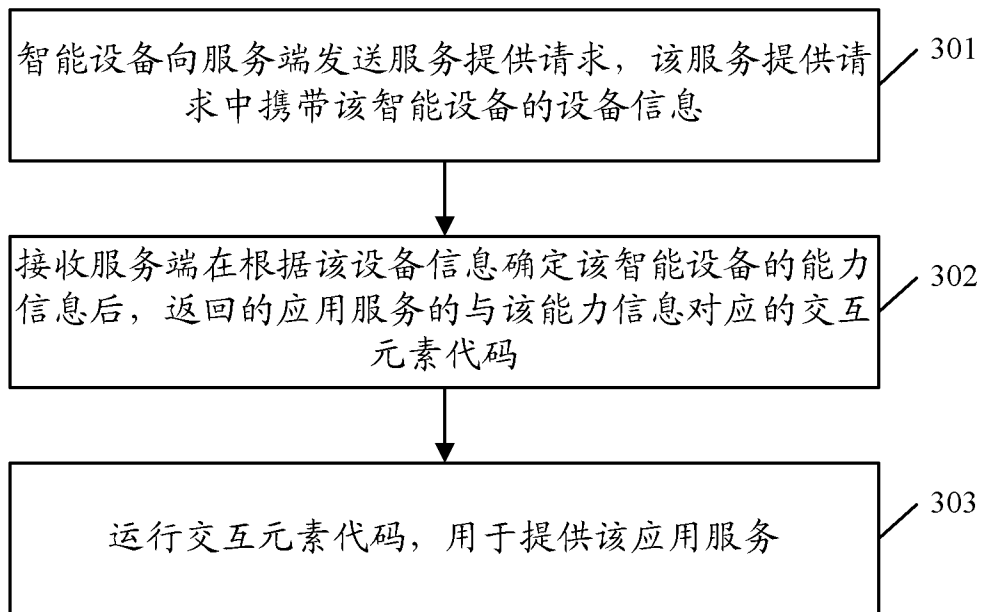 智能设备向服务端发送服务提供请求，该服务提供请
求中携带该智能设备的设备信息
301
接收服务端在根据该设备信息确定该智能设备的能力
信息后，返回的应用服务的与该能力信息对应的交互
元素代码
302
运行交互元素代码，用于提供该应用服务
303